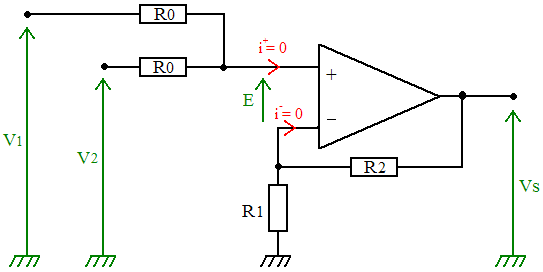 R0
R0
i⁺= 0
+
E
i⁻= 0
−
V1
V2
R2
R1
Vs